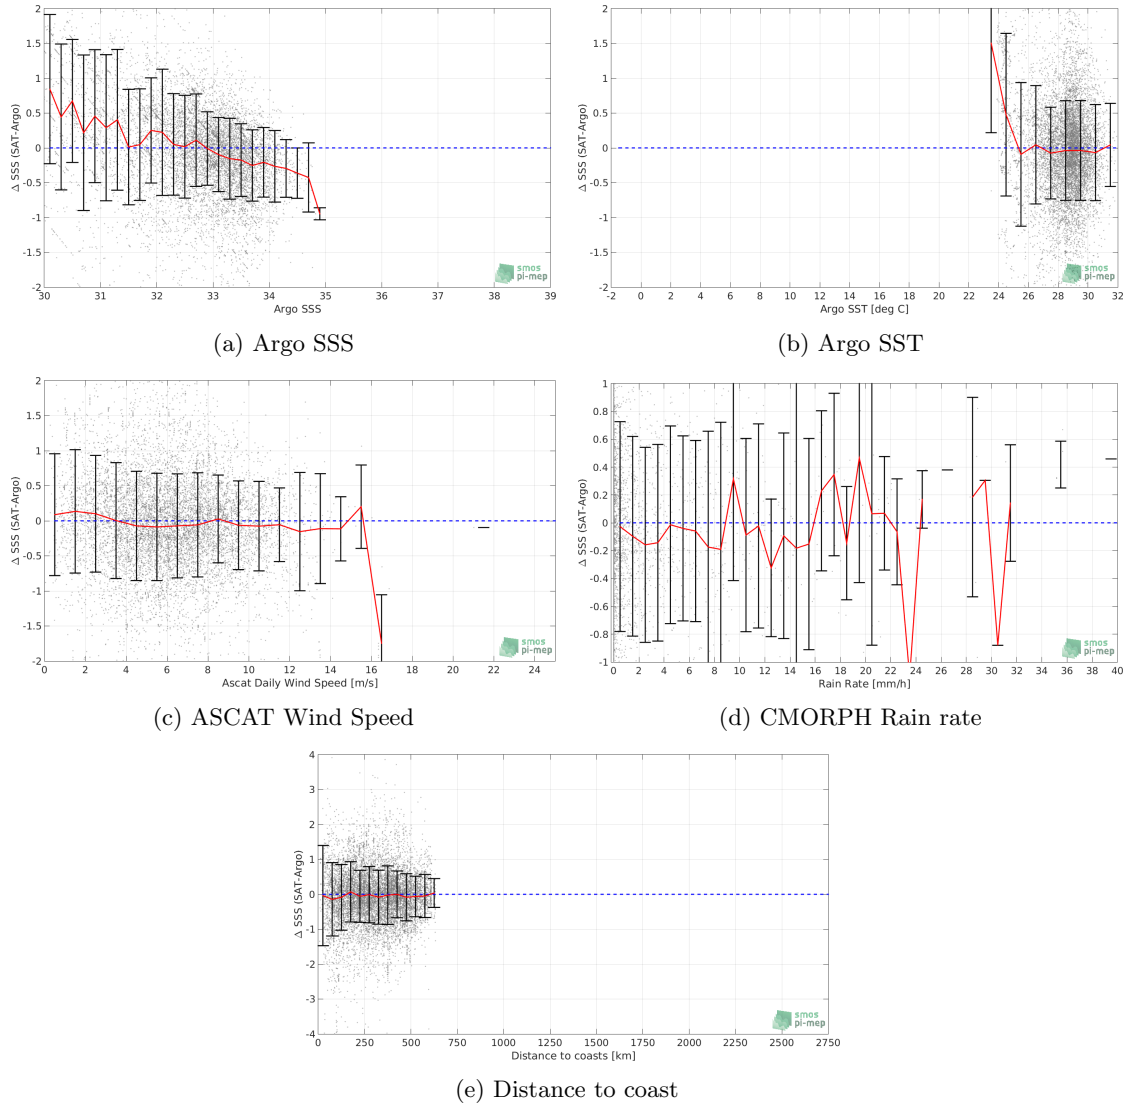 2
1.5
1
0.5
0
-0.5
-1
-1.5
-2
Δ SSS (SAT-Argo)
30 31 32 33 34 35 36 37 38 39
Argo SSS
smos
pi-mep
(a) Argo SSS
2
1.5
1
0.5
0
-0.5
-1
-1.5
-2
Δ SSS (SAT-Argo)
-2 0 2 4 6 8 10 12 14 16 18 20 22 24 26 28 30 32
Argo SST [deg C]
smos
pi-mep
(b) Argo SST
2
1.5
1
0.5
0
-0.5
-1
-1.5
-2
Δ SSS (SAT-Argo)
0 2 4 6 8 10 12 14 16 18 20 22 24
Ascat Daily Wind Speed [m/s]
smos
pi-mep
(c) ASCAT Wind Speed
1
0.8
0.6
0.4
0.2
0
-0.2
-0.4
-0.6
-0.8
-1
Δ SSS (SAT-Argo)
0 2 4 6 8 10 12 14 16 18 20 22 24 26 28 30 32 34 36 38 40
Rain Rate [mm/h]
smos
pi-mep
(d) CMORPH Rain rate
4
3
2
1
0
-1
-2
-3
-4
Δ SSS (SAT-Argo)
0 250 500 750 1000 1250 1500 1750 2000 2250 2500 2750
Distance to coasts [km]
smos
pi-mep
(e) Distance to coast